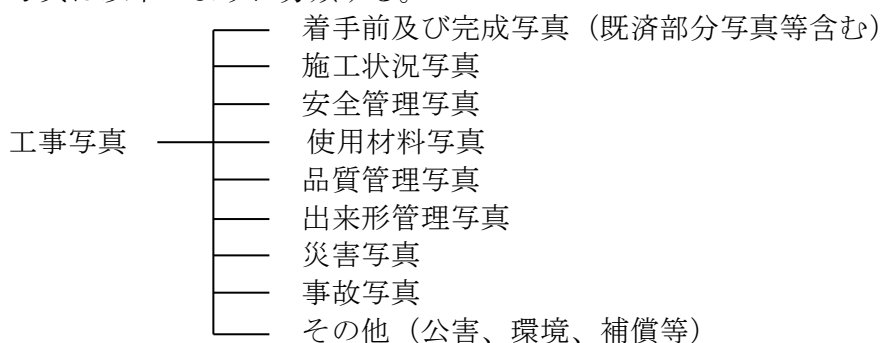 着手前及び完成写真（既済部分写真等含む）
施工状況写真
安全管理写真
工事写真
使用材料写真
品質管理写真
出来形管理写真
災害写真
事故写真
その他（公害、環境、補償等）